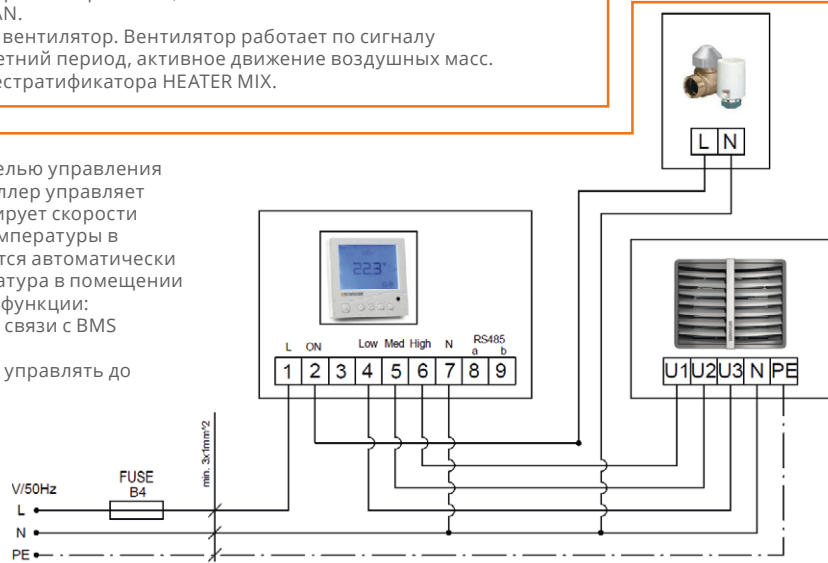 AN.
вентилятор. Вентилятор работает по сигналу
етний период, активное движение воздушных масс.
естратификатора HEATER MIX.
елью управления
ллер управляет
ирует скорости
мпературы в
тся автоматически
атура в помещении
функции:
связи с BMS
управлять до
L N
22.3°
L ON Low Med High N RS485
a b
1 2 3 4 5 6 7 8 9
U1 U2 U3 N PE
min. 3x1mm^2
V/50Hz
FUSE
B4
L
N
PE